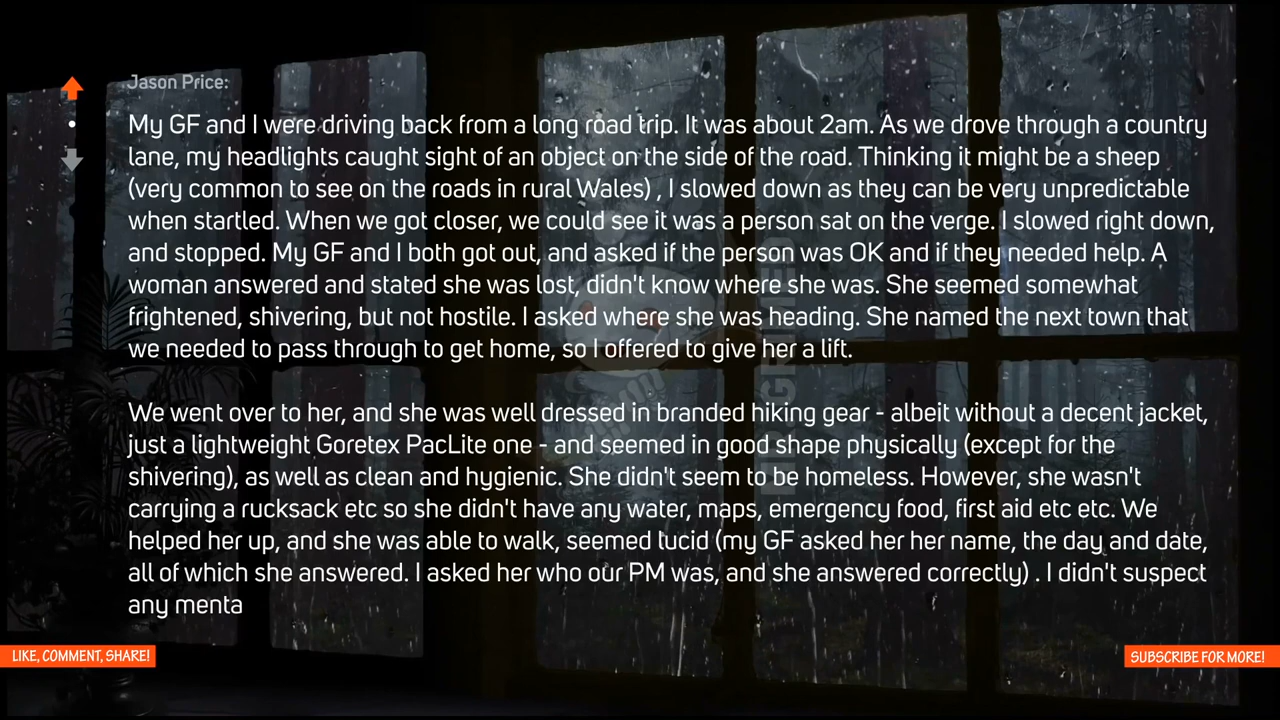 Jason Price:
My GF and I were driving back from a long road trip. It was about 2am. As we drove through a country
lane, my headlights caught sight of an object on the side of the road. Thinking it might be a sheep
(very common to see on the roads in rural Wales) , I slowed down as they can be very unpredictable
when startled. When we got closer, we could see it was a person sat on the verge. I slowed right down,
and stopped. My GF and I both got out, and asked if the person was OK and if they needed help. A
woman answered and stated she was lost, didn't know where she was. She seemed somewhat
frightened, shivering, but not hostile. I asked where she was heading. She named the next town that
we needed to pass through to get home, so I offered to give her a lift.
We went over to her, and she was well dressed in branded hiking gear - albeit without a decent jacket,
just a lightweight Goretex PacLite one - and seemed in good shape physically (except for the
shivering), as well as clean and hygienic. She didn't seem to be homeless. However, she wasn't
carrying a rucksack etc so she didn't have any water, maps, emergency food, first aid etc etc. We
helped her up, and she was able to walk, seemed lucid (my GF asked her her name, the day and date,
all of which she answered. I asked her who our PM was, and she answered correctly) . I didn't suspect
any menta
LIKE, COMMENT, SHARE!
SUBSCRIBE FOR MORE!